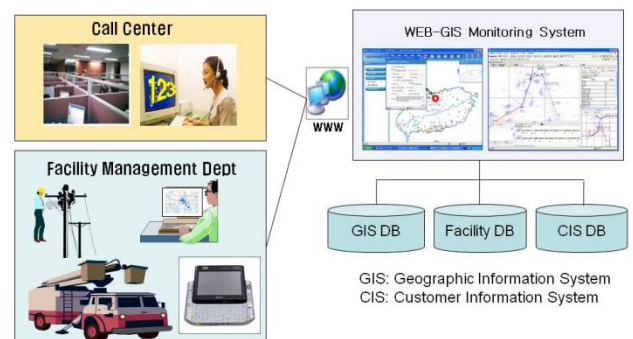 Call Center
123
Facility Management Dept
WWW
WEB-GIS Monitoring System
GIS DB
Facility DB
CIS DB
GIS: Geographic Information System
CIS: Customer Information System